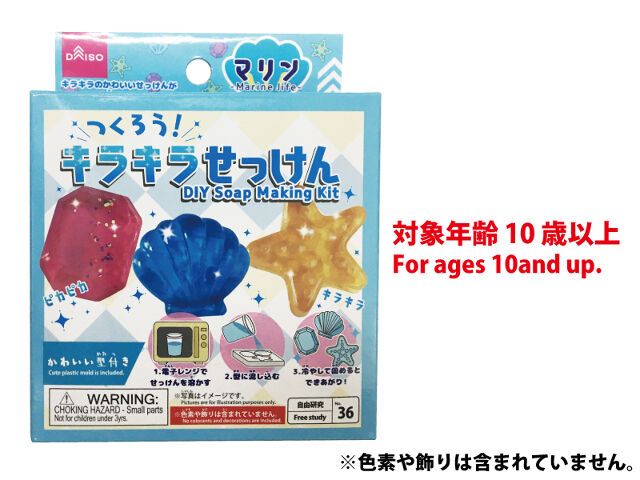 DAISO
キラキラのかわいいせっけんが
マリン
-Marine life-
つくろう!
キラキラせっけん
DIY Soap Making Kit
ピカピカ
キラキラ
対象年齢 10 歳以上
For ages 10and up.
かわいい型付き
Cute plastic mold is included.
1.電子レンジで
せっけんを溶かす
2.型に流し込む
3.冷やして固めると
できあがり!
WARNING:
CHOKING HAZARD - Small parts
Not for children under 3yrs.
※写真はイメージです。
Pictures are for illustration purposes only.
※色素や飾りは含まれていません。
No colorants and decorations are included.
自由研究
Free study
No.
36
※色素や飾りは含まれていません。